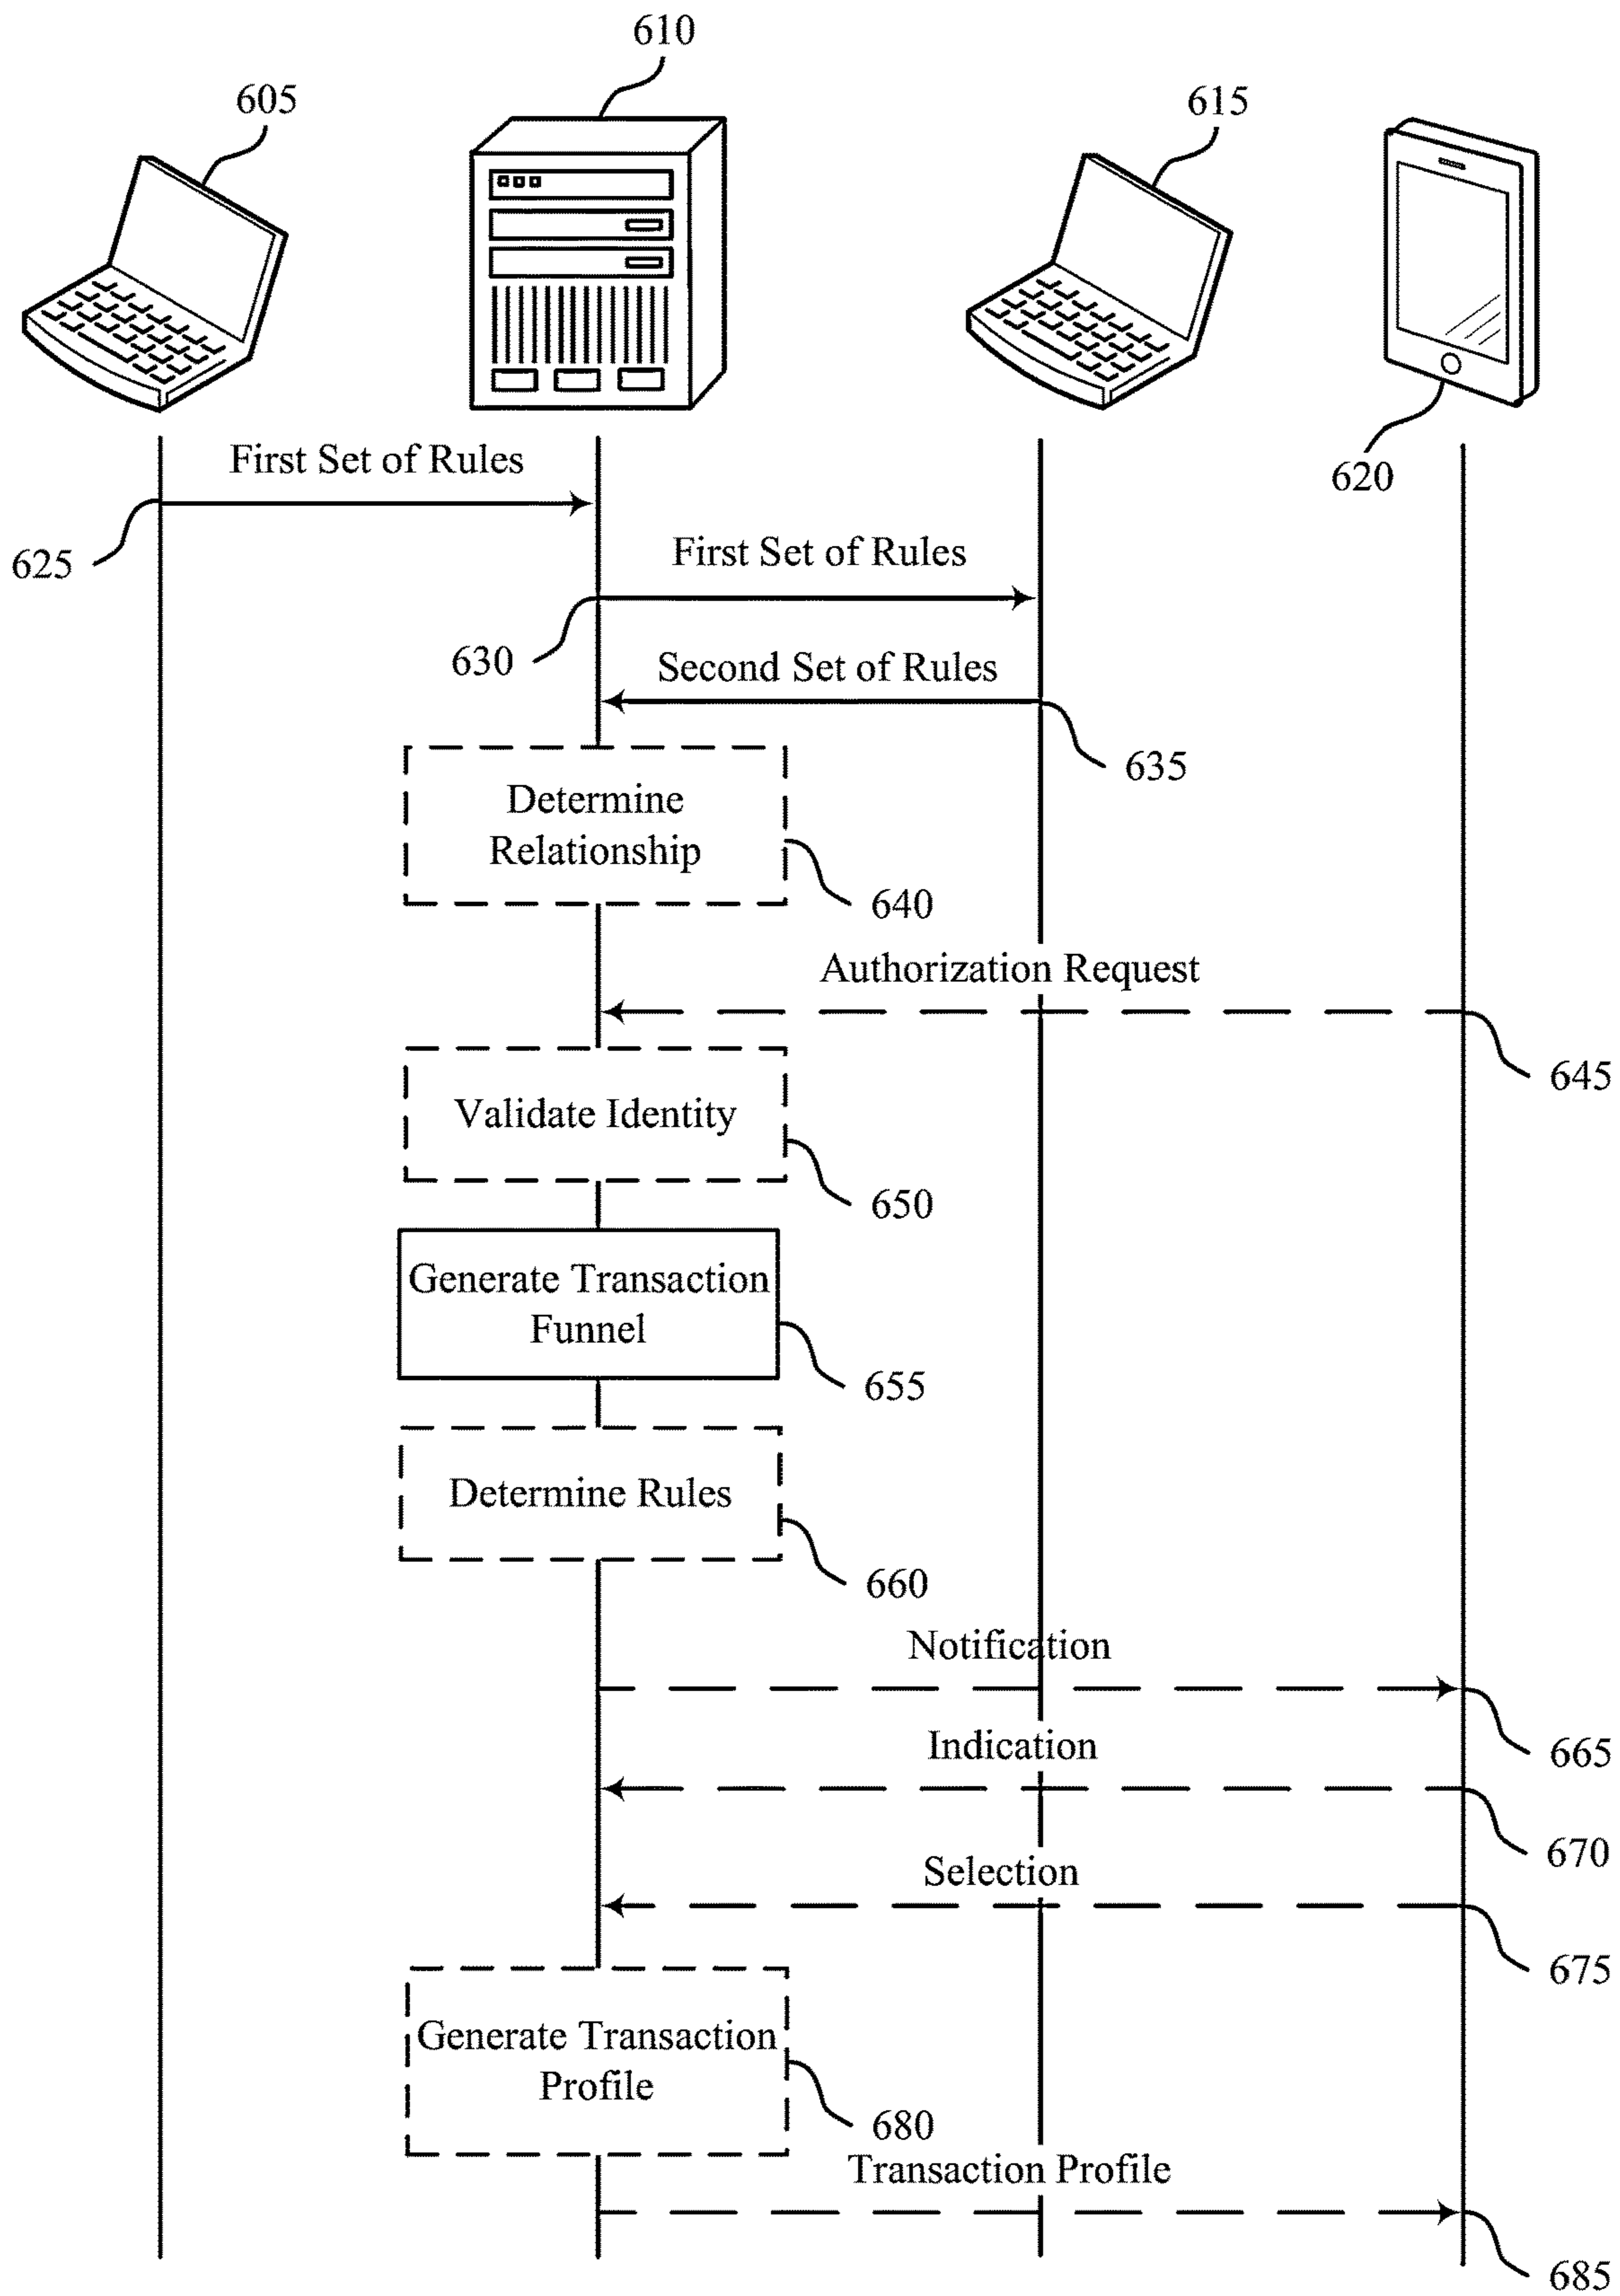 610
605
615
620
First Set of Rules
625
First Set of Rules
630
Second Set of Rules
635
Determine
Relationship
640
Authorization Request
645
Validate Identity
650
Generate Transaction
Funnel
655
Determine Rules
660
Notification
665
Indication
670
Selection
675
Generate Transaction
Profile
680
Transaction Profile
685